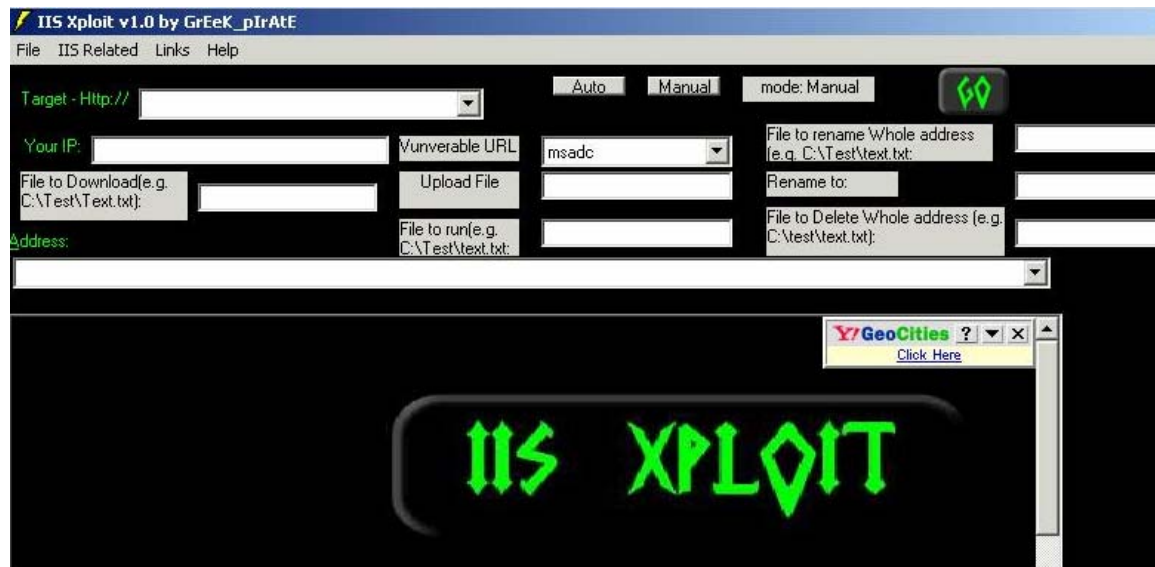 IIS Xploit v1.0 by GrEeK_pIrAtE
File IIS Related Links Help
Target - Http://
Auto
Manual
mode: Manual
GO
Your IP:
Vunverable URL
msadc
File to rename Whole address
(e.g. C:\Test\text.txt:
File to Download(e.g.
C:\Test\Text.txt):
Upload File
Rename to:
File to run(e.g.
C:\Test\text.txt:
File to Delete Whole address (e.g.
C:\test\text.txt):
Address:
Y! GeoCities ?
Click Here
IIS XPLOIT